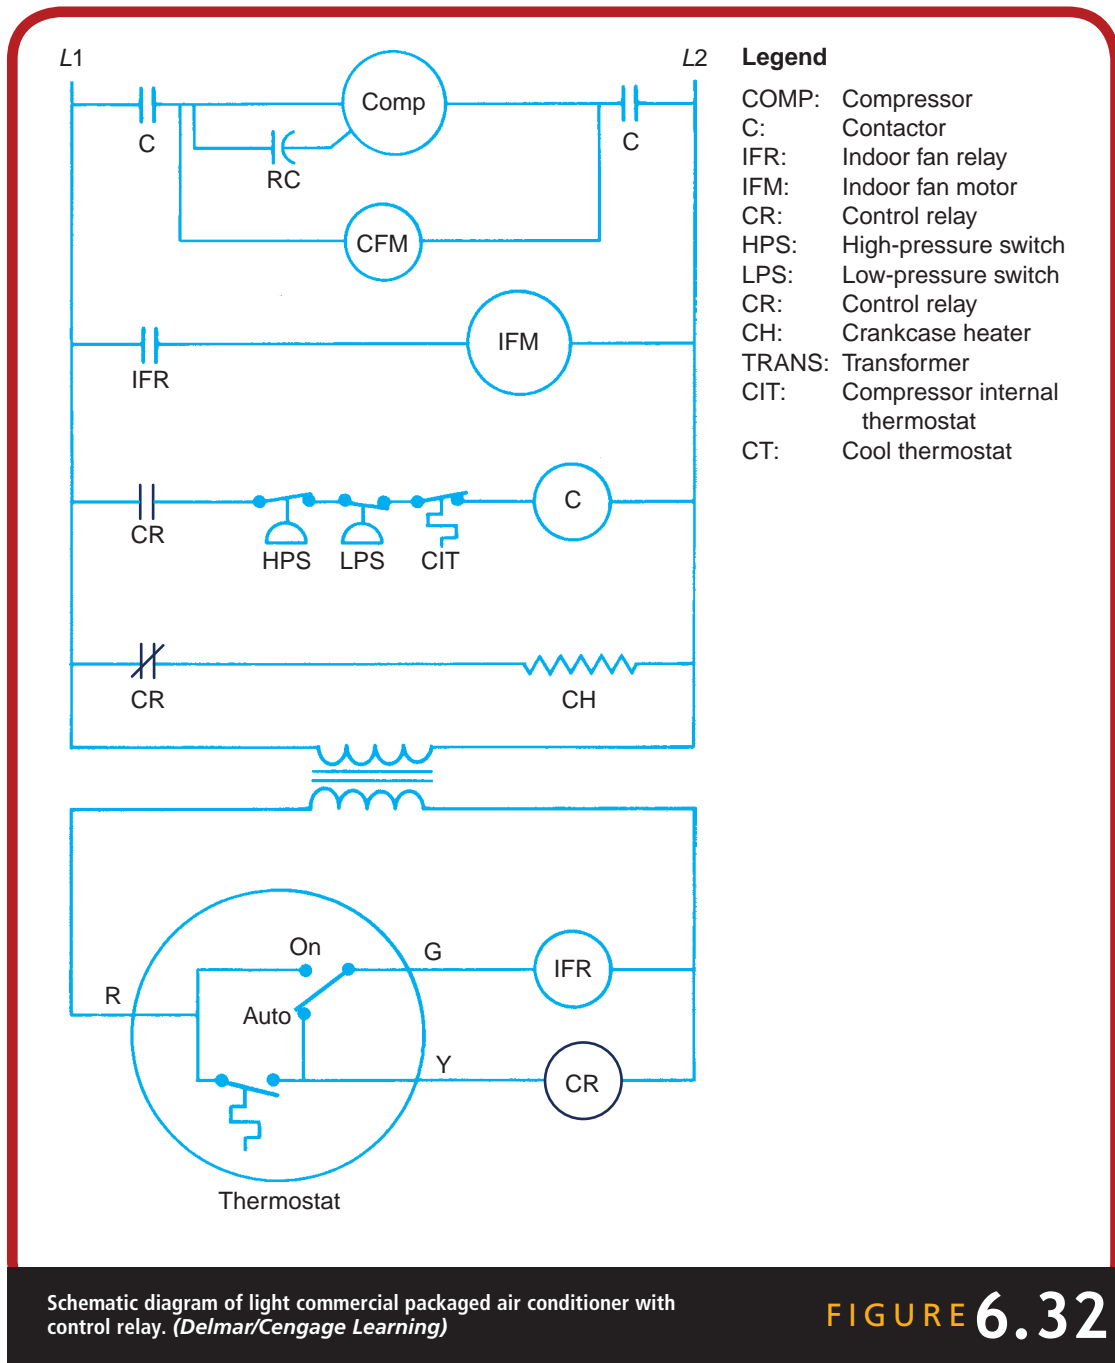 L1
L2
Comp
C
C
RC
CFM
IFM
IFR
C
CR
HPS
LPS
CIT
CR
CH
On
G
IFR
R
Auto
Y
CR
Thermostat
Legend
COMP: Compressor
C: Contactor
IFR: Indoor fan relay
IFM: Indoor fan motor
CR: Control relay
HPS: High-pressure switch
LPS: Low-pressure switch
CR: Control relay
CH: Crankcase heater
TRANS: Transformer
CIT: Compressor internal
thermostat
CT: Cool thermostat
Schematic diagram of light commercial packaged air conditioner with
control relay. (Delmar/Cengage Learning)
FIGURE 6.32